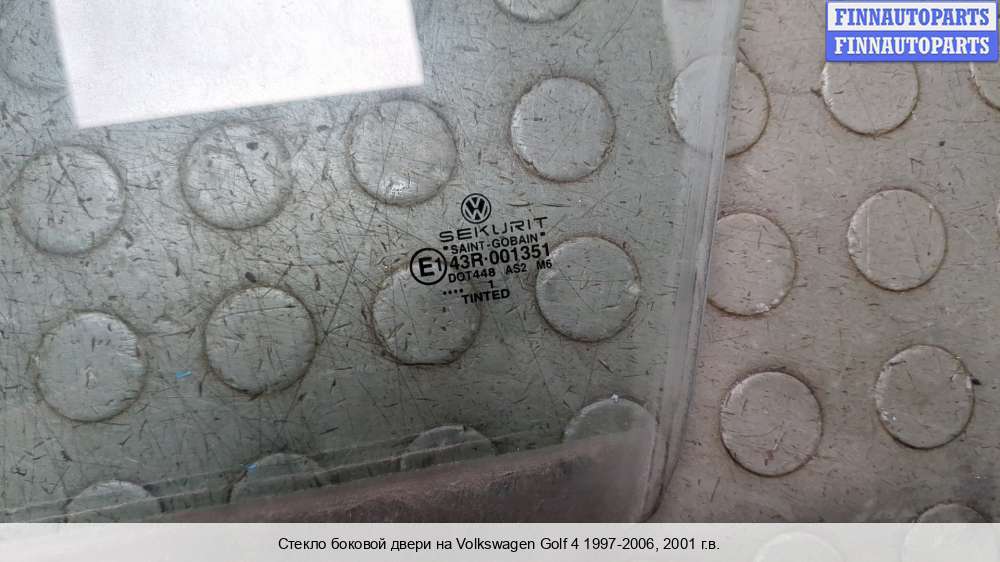 FINNAUTOPARTS
FINNAUTOPARTS
VW
SEKURIT
"SAINT-GOBAIN"
E1 43R-001351
DOT448 AS2 M6
.... 1
TINTED
Стекло боковой двери на Volkswagen Golf 4 1997-2006, 2001 г.в.